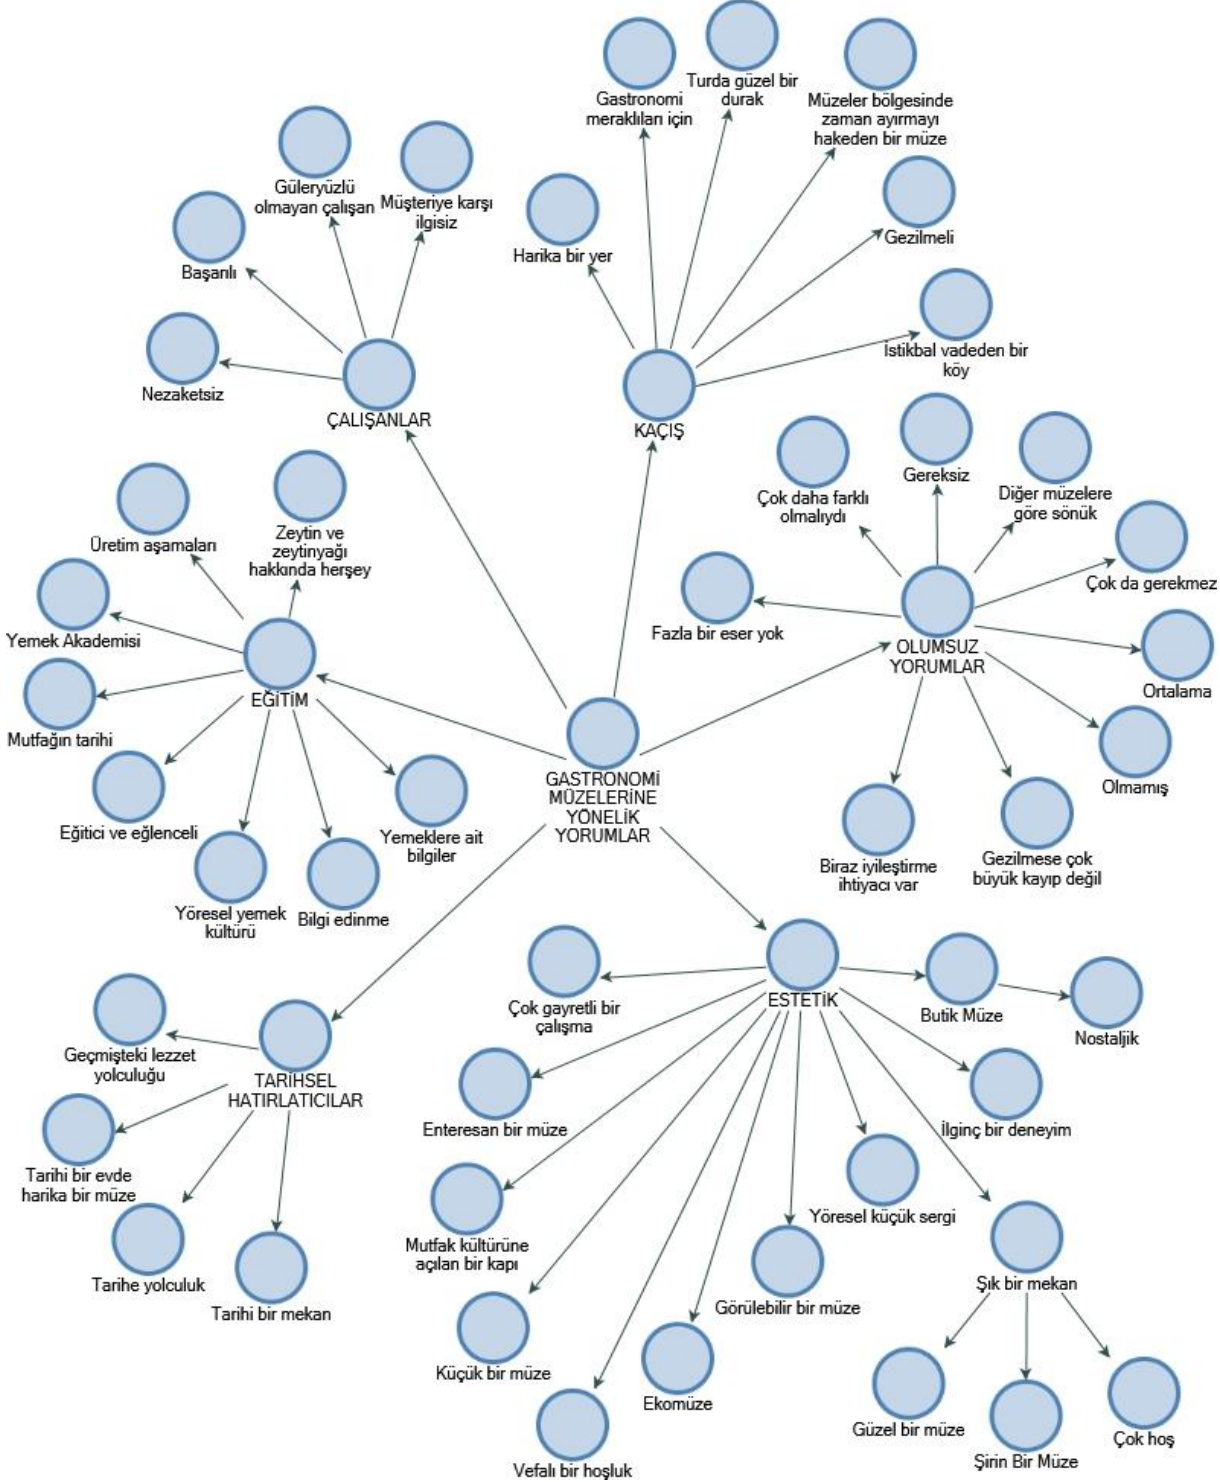 Gastronomi
meraklıları için
Turda güzel bir
durak
Müzeler bölgesinde
zaman ayırmayı
hakeden bir müze
Güleryüzlü
olmayan çalışan
Müşteriye karşı
ilgisiz
Başarılı
Harika bir yer
Gezilmeli
Nezaketsiz
İstikbal vadeden bir
köy
ÇALIŞANLAR
KAÇIŞ
Üretim aşamaları
Zeytin ve
zeytinyağı
hakkında herşey
Çok daha farklı
olmalıydı
Gereksiz
Diğer müzelere
göre sönük
Çok da gerekmez
Yemek Akademisi
Fazla bir eser yok
OLUMSUZ
YORUMLAR
Ortalama
EĞİTİM
Mutfağın tarihi
GASTRONOMİ
MÜZELERİNE
YÖNELİK
YORUMLAR
Olmamış
Eğitici ve eğlenceli
Yemeklere ait
bilgiler
Biraz iyileştirme
ihtiyacı var
Gezilmese çok
büyük kayıp değil
Yöresel yemek
kültürü
Bilgi edinme
Çok gayretli bir
çalışma
ESTETİK
Butik Müze
Nostaljik
Geçmişteki lezzet
yolculuğu
TARİHSEL
HATIRLATICILAR
Enteresan bir müze
İlginç bir deneyim
Tarihi bir evde
harika bir müze
Mutfak kültürüne
açılan bir kapı
Yöresel küçük sergi
Tarihe yolculuk
Tarihi bir mekan
Görülebilir bir müze
Şık bir mekan
Küçük bir müze
Ekomüze
Güzel bir müze
Şirin Bir Müze
Çok hoş
Vefalı bir hoşluk